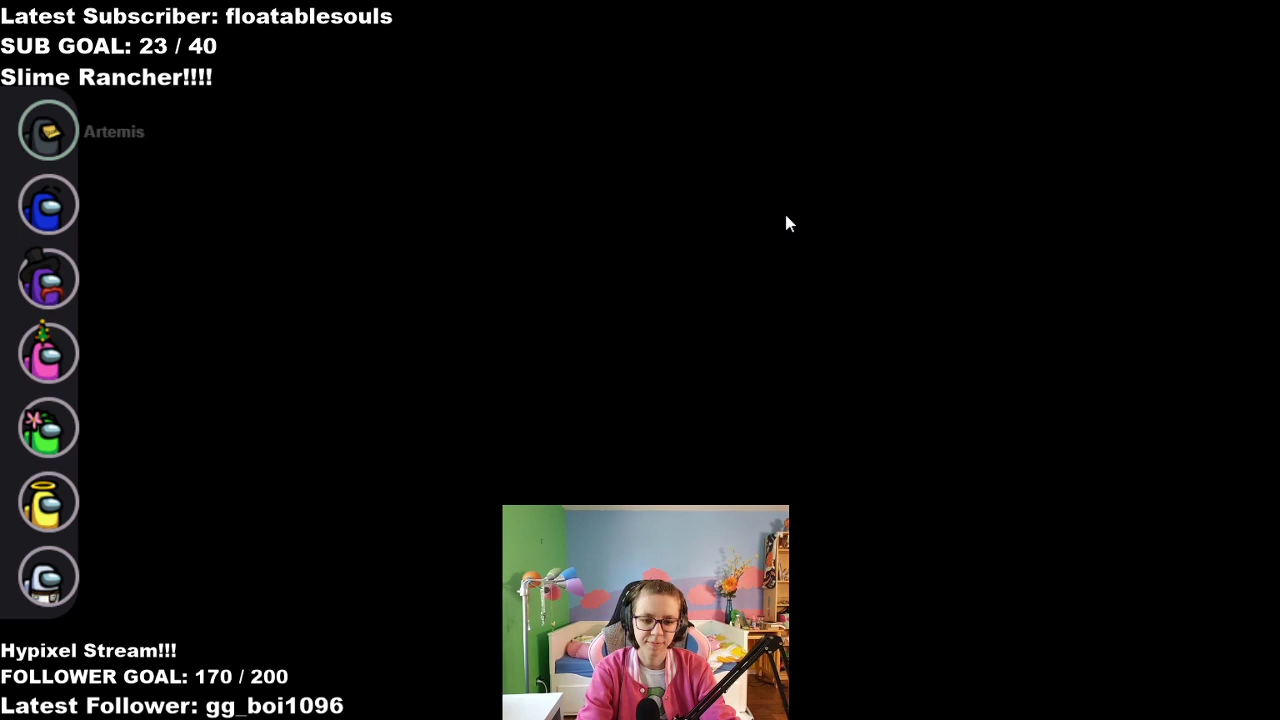 Latest Subscriber: floatablesouls
SUB GOAL: 23 / 40
Slime Rancher!!!!
Artemis
Hypixel Stream!!!
FOLLOWER GOAL: 170 / 200
Latest Follower: gg_boi1096